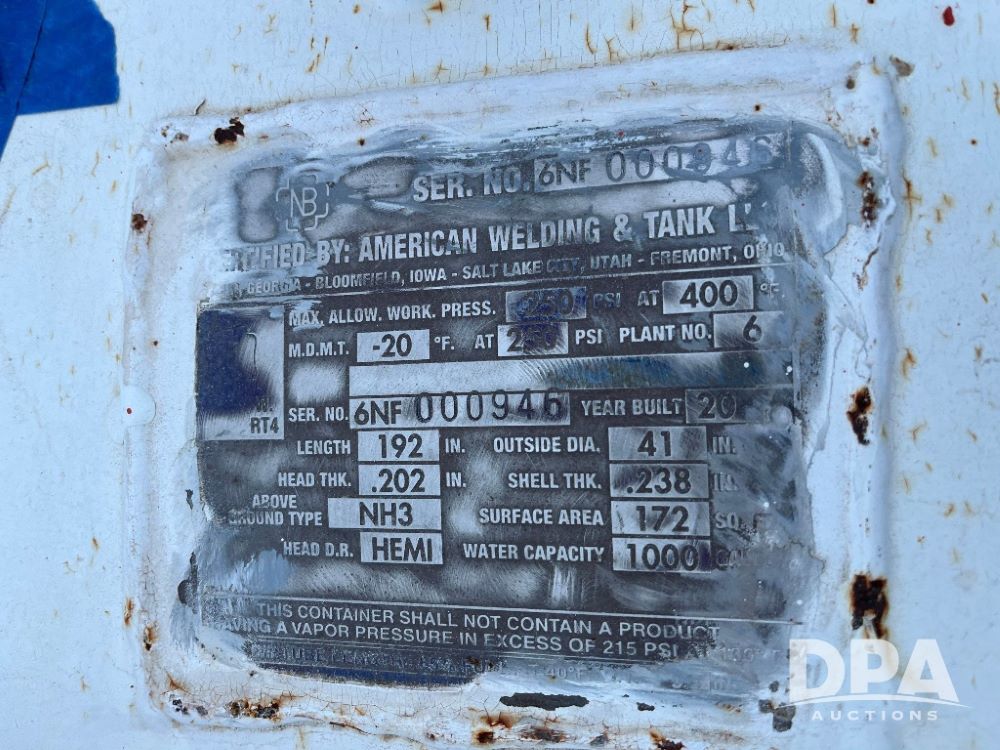 NB SER. NO. 6NF 000946
BY: AMERICAN WELDING & TANK
GEORGIA - BLOOMFIELD, IOWA - SALT LAKE CITY, UTAH - FREMONT, OHIO
MAX. ALLOW. WORK. PRESS. 250 PSI AT 400 °F.
M.D.M.T. -20 °F. AT 250 PSI PLANT NO. 6
RT4 SER. NO. 6NF 000946 YEAR BUILT 20
LENGTH 192 IN. OUTSIDE DIA. 41 IN.
HEAD THK. .202 IN. SHELL THK. .238 IN.
ABOVE
GROUND TYPE NH3 SURFACE AREA 172 SQ. F
HEAD D.R. HEMI WATER CAPACITY 1000
THIS CONTAINER SHALL NOT CONTAIN A PRODUCT
HAVING A VAPOR PRESSURE IN EXCESS OF 215 PSI
DPA
AUCTIONS